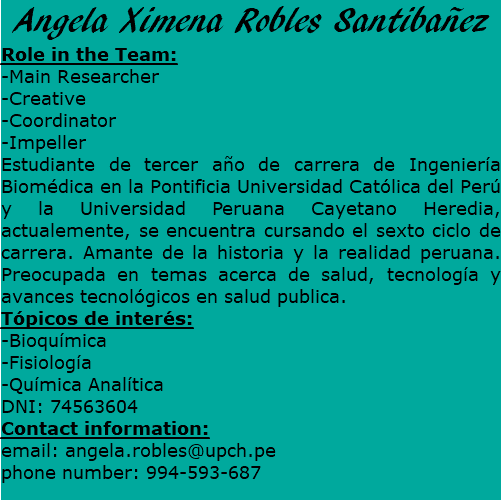 Angela Ximena Robles Santibañez
Role in the Team:
-Main Researcher
-Creative
-Coordinator
-Impeller
Estudiante de tercer año de carrera de Ingeniería
Biomédica en la Pontificia Universidad Católica del Perú
y la Universidad Peruana Cayetano Heredia,
actualemente, se encuentra cursando el sexto ciclo de
carrera. Amante de la historia y la realidad peruana.
Preocupada en temas acerca de salud, tecnología y
avances tecnológicos en salud publica.
Tópicos de interés:
-Bioquímica
-Fisiología
-Química Analítica
DNI: 74563604
Contact information:
email: angela.robles@upch.pe
phone number: 994-593-687